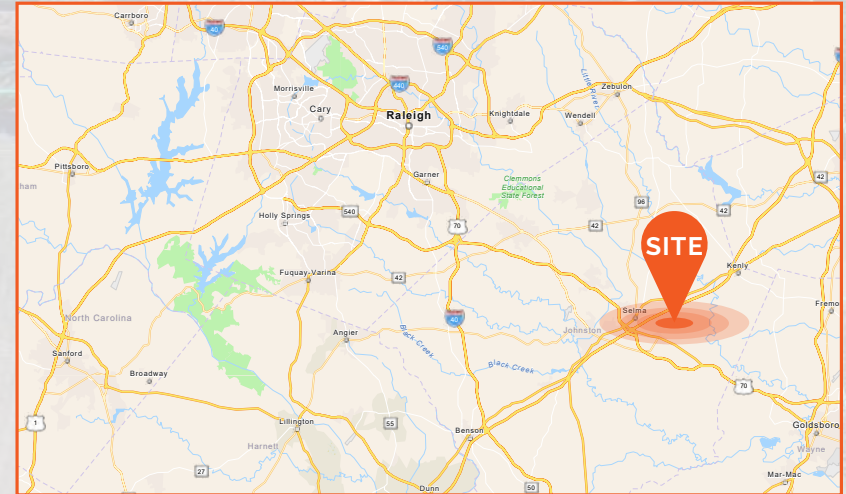 Carrboro
40
540
Morrisville
440
Little River
Zebulon
Cary
Raleigh
Knightdale
Wendell
Pittsboro
Garner
Clemmons
Educational
State Forest
42
ham
96
Holly Springs
540
42
70
42
SITE
Kenly
Fuquay-Varina
42
Fremo
Selma
40
North Carolina
Johnston
Angier
Black Creek
Sanford
Black Creek
Broadway
70
1
Lillington
55
Goldsboro
Benson
Harnett
Wayne
27
Mar-Mac
Dunn
50